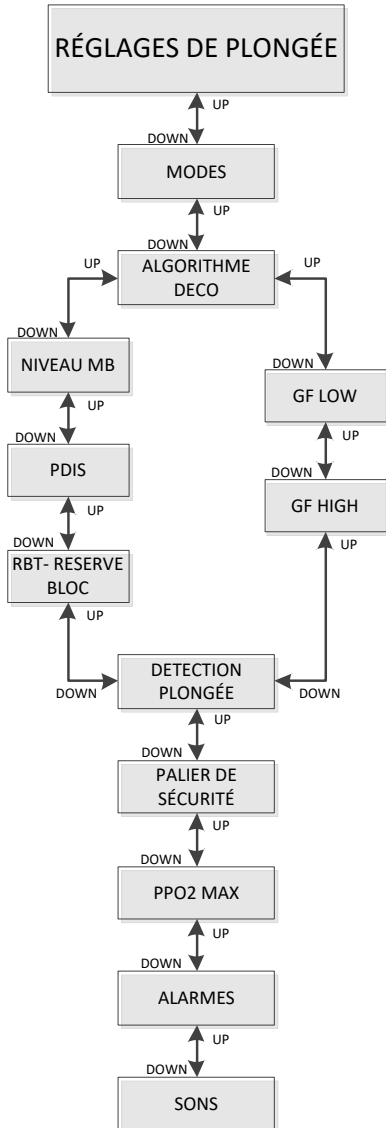 RÉGLAGES DE PLONGÉE
UP
DOWN
MODES
UP
DOWN
ALGORITHME
DECO
UP
UP
DOWN
NIVEAU MB
DOWN
GF LOW
UP
DOWN
PDIS
UP
DOWN
GF HIGH
UP
DOWN
RBT- RESERVE
BLOC
UP
UP
DETECTION
PLONGÉE
DOWN
DOWN
UP
DOWN
PALIER DE
SÉCURITÉ
UP
DOWN
PPO2 MAX
UP
DOWN
ALARMES
UP
DOWN
SONS